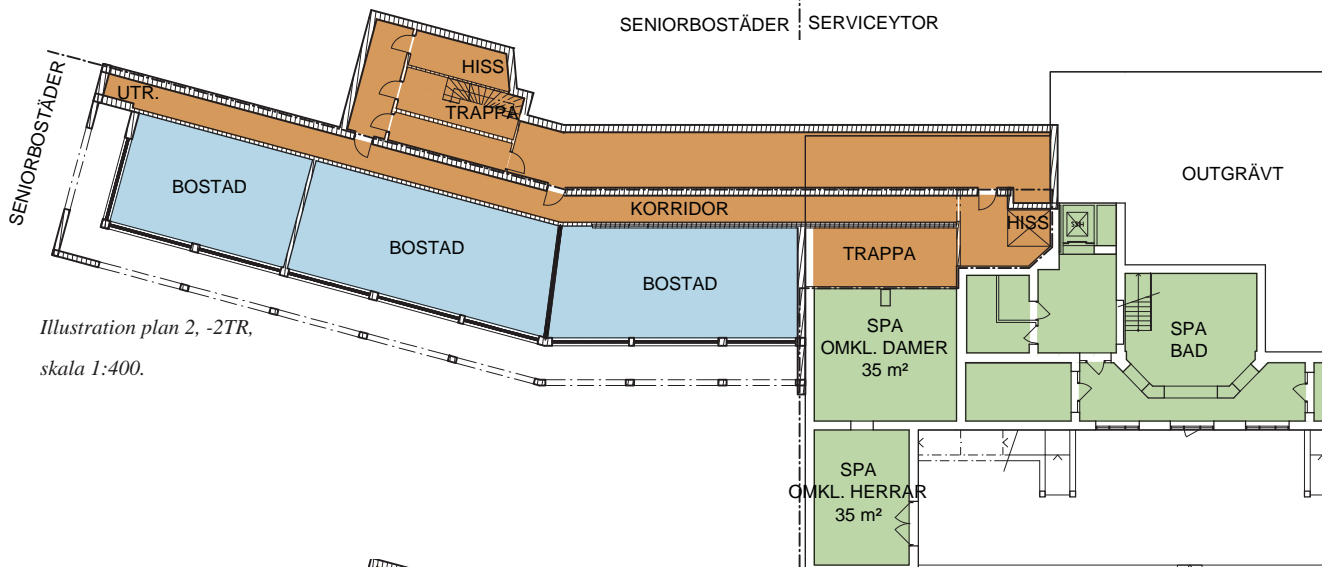 SENIORBOSTÄDER
SERVICEYTOR
SENIORBOSTÄDER
HISS
UTR.
TRAPPA
OUTGRÄVT
BOSTAD
KORRIDOR
HISS
BOSTAD
TRAPPA
BOSTAD
Illustration plan 2, -2TR,
skala 1:400.
SPA
OMKL. DAMER
35 m²
SPA
BAD
SPA
OMKL. HERRAR
35 m²